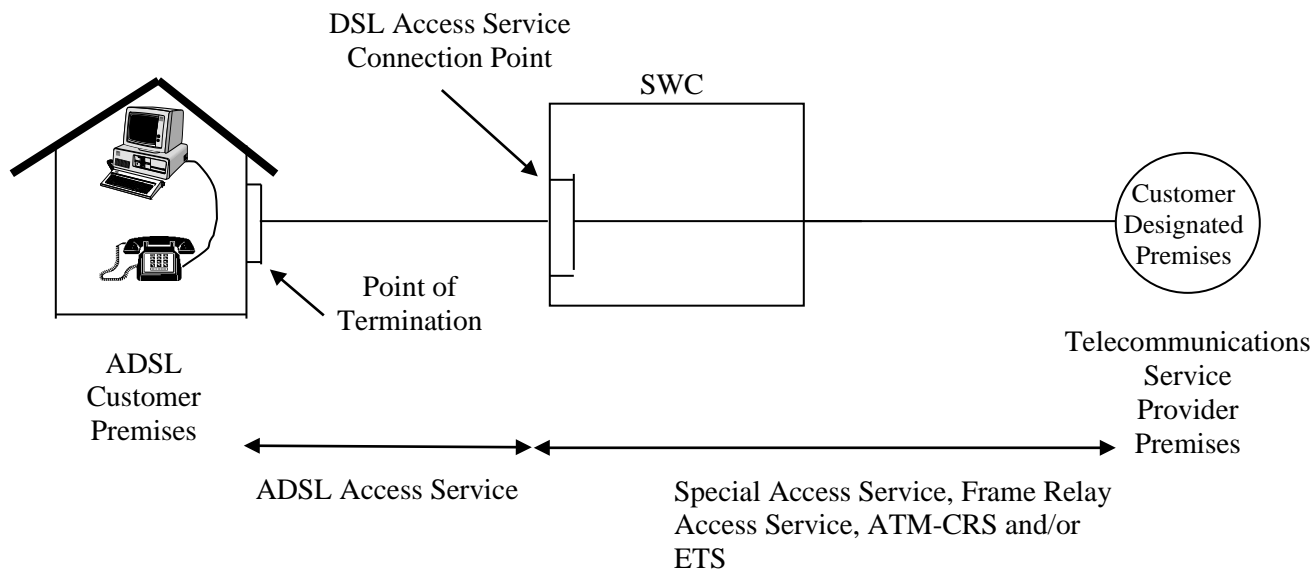 DSL Access Service
Connection Point
SWC
Customer
Designated
Premises
Point of
Termination
ADSL
Customer
Premises
Telecommunications
Service
Provider
Premises
ADSL Access Service
Special Access Service, Frame Relay
Access Service, ATM-CRS and/or
ETS